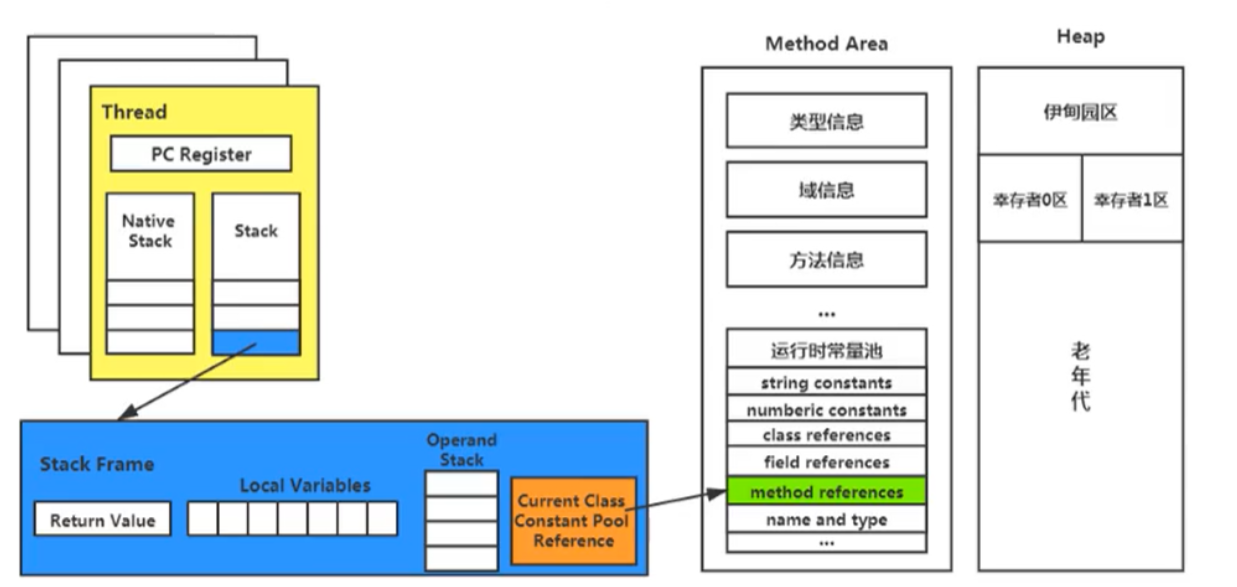 Thread
PC Register
Native
Stack
Stack
Stack Frame
Return Value
Local Variables
Operand
Stack
Current Class
Constant Pool
Reference
Method Area
类型信息
域信息
方法信息
...
运行时常量池
string constants
numberic constants
class references
field references
method references
name and type
...
Heap
伊甸园区
幸存者0区
幸存者1区
老
年
代